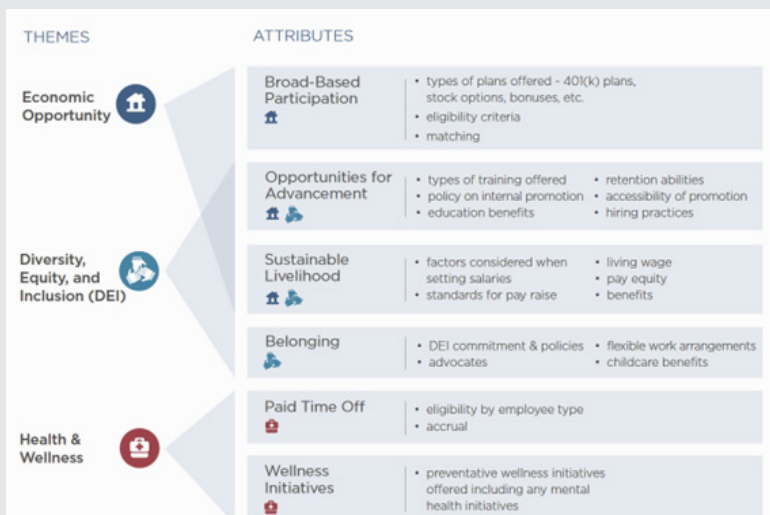 THEMES
ATTRIBUTES
Economic
Opportunity
Broad-Based
Participation
• types of plans offered - 401(k) plans,
stock options, bonuses, etc.
• eligibility criteria
• matching
Opportunities for
Advancement
• types of training offered
• policy on internal promotion
• education benefits
• retention abilities
• accessibility of promotion
• hiring practices
Diversity,
Equity, and
Inclusion (DEI)
Sustainable
Livelihood
• factors considered when
setting salaries
• standards for pay raise
• living wage
• pay equity
• benefits
Belonging
• DEI commitment & policies
• advocates
• flexible work arrangements
• childcare benefits
Health &
Wellness
Paid Time Off
• eligibility by employee type
• accrual
Wellness
Initiatives
• preventative wellness initiatives
offered including any mental
health initiatives